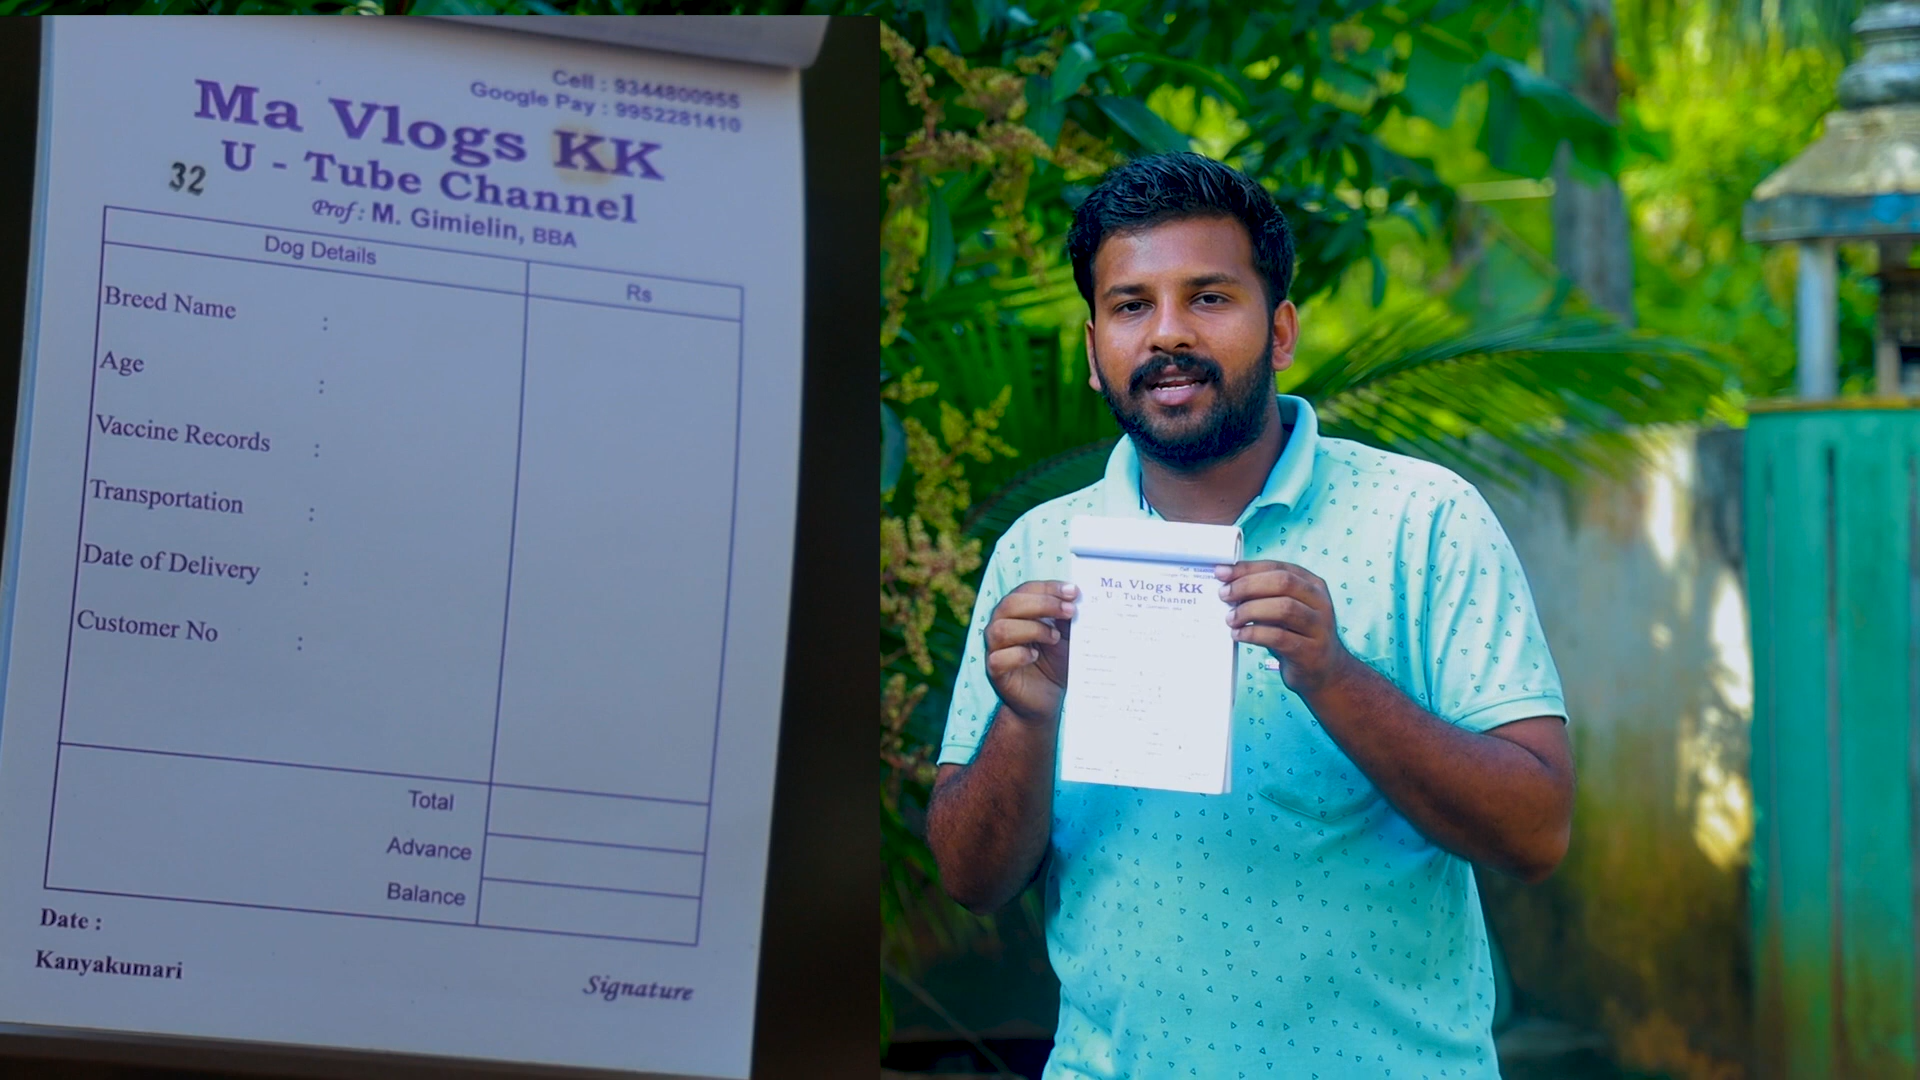 Cell : 9344800955
Google Pay : 9952281410
Ma Vlogs KK
U - Tube Channel
32
Prof : M. Gimielin, BBA
Dog Details
Rs
Breed Name :
Age :
Vaccine Records :
Transportation :
Date of Delivery :
Customer No :
Total
Advance
Balance
Date :
Kanyakumari
Signature
Ma Vlogs KK
U - Tube Channel